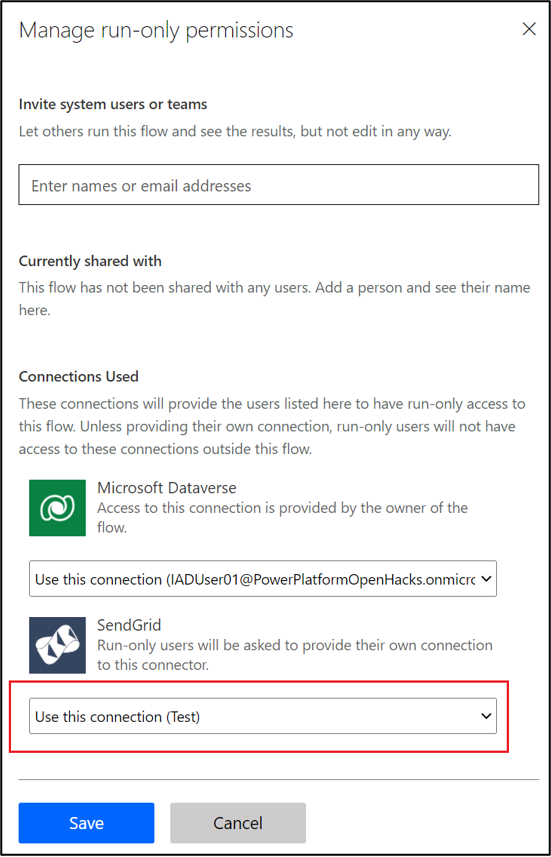 Manage run-only permissions
Invite system users or teams
Let others run this flow and see the results, but not edit in any way.
Enter names or email addresses
Currently shared with
This flow has not been shared with any users. Add a person and see their name
here.
Connections Used
These connections will provide the users listed here to have run-only access to
this flow. Unless providing their own connection, run-only users will not have
access to these connections outside this flow.
Microsoft Dataverse
Access to this connection is provided by the owner of the
flow.
Use this connection (IADUser01@PowerPlatformOpenHacks.onmicrc
SendGrid
Run-only users will be asked to provide their own connection
to this connector.
Use this connection (Test)
Save
Cancel